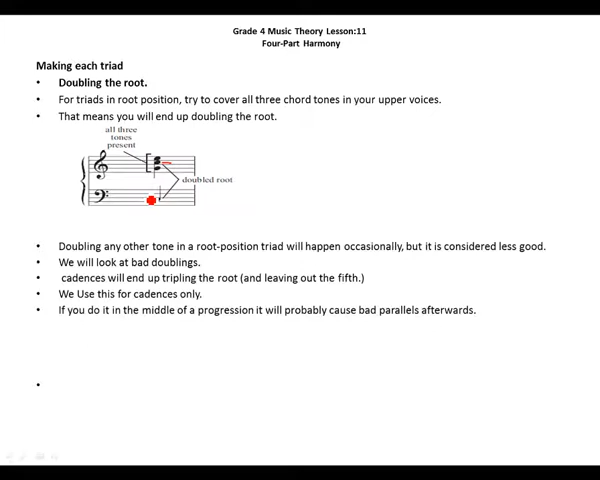 Grade 4 Music Theory Lesson:11
Four-Part Harmony
Making each triad
• Doubling the root.
• For triads in root position, try to cover all three chord tones in your upper voices.
• That means you will end up doubling the root.
all three
tones
present
doubled root
• Doubling any other tone in a root-position triad will happen occasionally, but it is considered less good.
• We will look at bad doublings.
• cadences will end up tripling the root (and leaving out the fifth.)
• We Use this for cadences only.
• If you do it in the middle of a progression it will probably cause bad parallels afterwards.
•